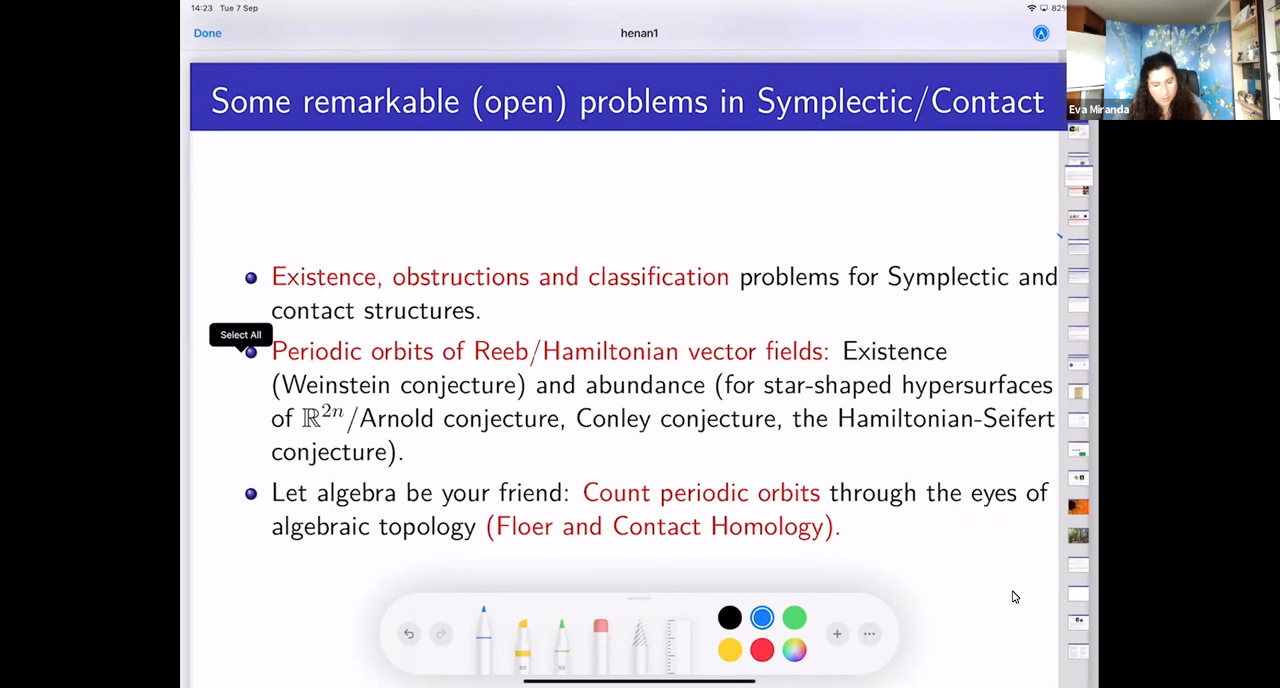 14:23 Tue 7 Sep
82%
Done
henan1
Eva Miranda
Some remarkable (open) problems in Symplectic/Contact
Existence, obstructions and classification problems for Symplectic and
contact structures.
Select All
Periodic orbits of Reeb/Hamiltonian vector fields: Existence
(Weinstein conjecture) and abundance (for star-shaped hypersurfaces
of ℝ²ⁿ/Arnold conjecture, Conley conjecture, the Hamiltonian-Seifert
conjecture).
Let algebra be your friend: Count periodic orbits through the eyes of
algebraic topology (Floer and Contact Homology).
80
50